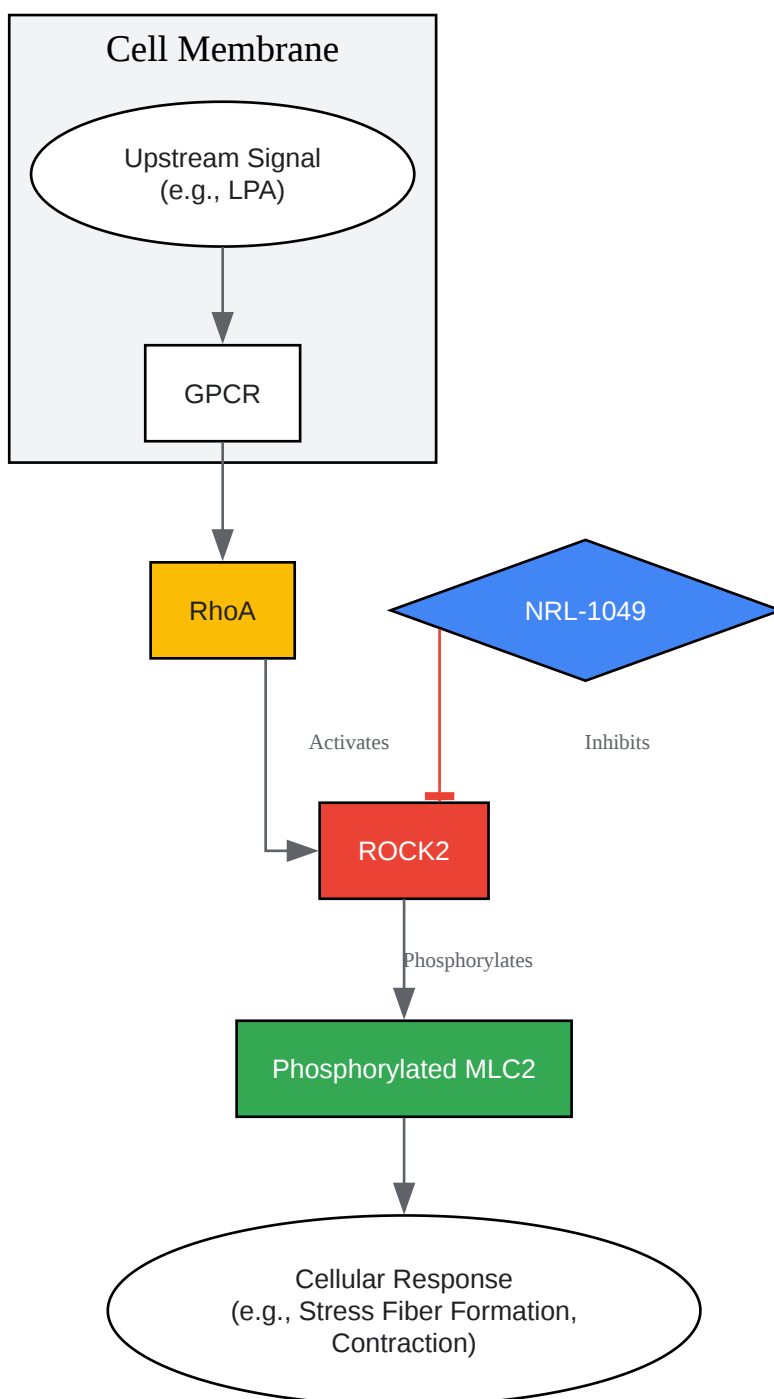 Cell Membrane
Upstream Signal
(e.g., LPA)
GPCR
RhoA
NRL-1049
Activates
Inhibits
ROCK2
Phosphorylates
Phosphorylated MLC2
Cellular Response
(e.g., Stress Fiber Formation,
Contraction)